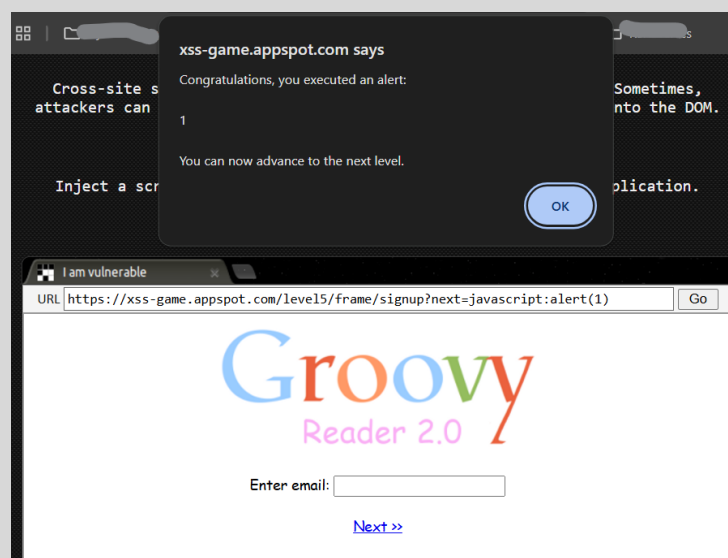 xss-game.appspot.com says
Congratulations, you executed an alert:
1
You can now advance to the next level.
OK
Cross-site s Sometimes,
attackers can nto the DOM.
Inject a scr plication.
I am vulnerable
URL https://xss-game.appspot.com/level5/frame/signup?next=javascript:alert(1) Go
Groovy
Reader 2.0
Enter email:
Next >>